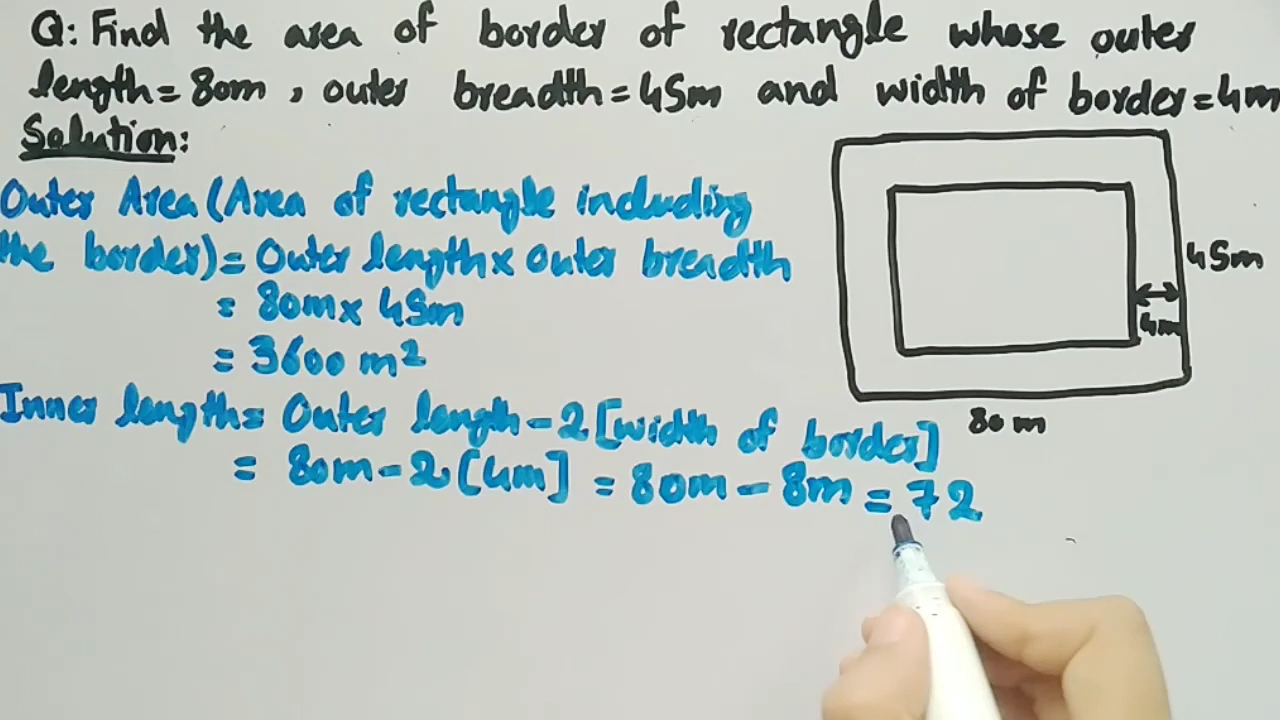 Q: Find the area of border of rectangle whose outer
length = 80m , outer breadth = 45m and width of border = 4m
Solution:
Outer Area (Area of rectangle including
the border) = Outer length x outer breadth
= 80m x 45m
= 3600 m²
Inner length = Outer length - 2 [width of border]
= 80m - 2 [4m] = 80m - 8m = 72
45m
4m
80 m